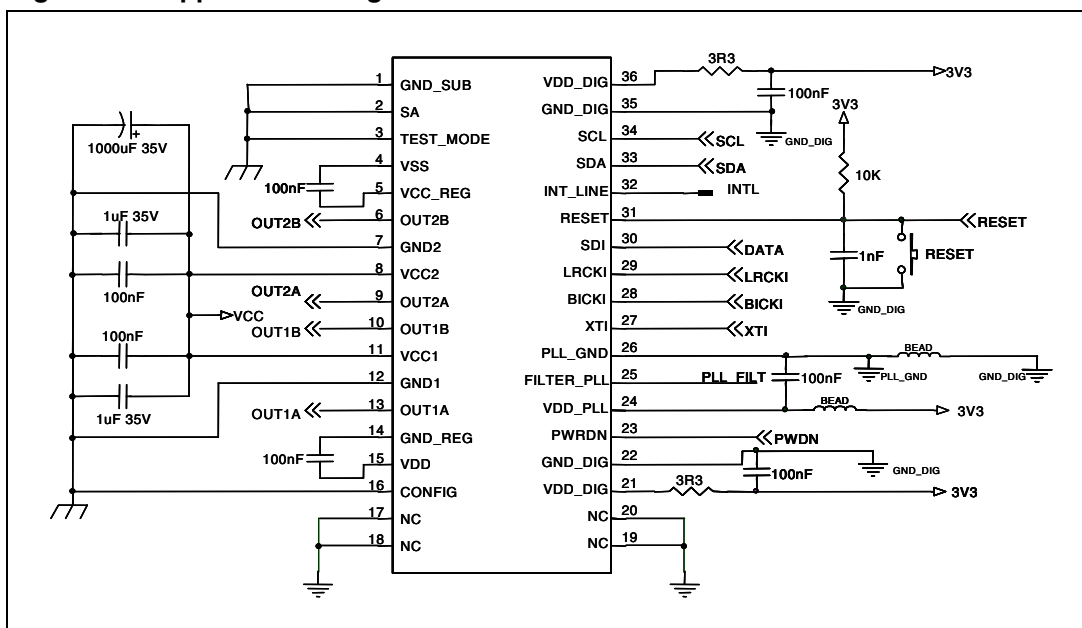 1000uF 35V
1uF 35V
100nF
VCC
100nF
1uF 35V
100nF
OUT2B
OUT2A
OUT1B
OUT1A
100nF
1 GND_SUB
2 SA
3 TEST_MODE
4 VSS
5 VCC_REG
6 OUT2B
7 GND2
8 VCC2
9 OUT2A
10 OUT1B
11 VCC1
12 GND1
13 OUT1A
14 GND_REG
15 VDD
16 CONFIG
17 NC
18 NC
VDD_DIG 36
GND_DIG 35
SCL 34
SDA 33
INT_LINE 32
RESET 31
SDI 30
LRCKI 29
BICKI 28
XTI 27
PLL_GND 26
FILTER_PLL 25
VDD_PLL 24
PWRDN 23
GND_DIG 22
VDD_DIG 21
NC 20
NC 19
3R3
3V3
100nF
GND_DIG
3V3
10K
SCL
SDA
INTL
RESET
1nF
RESET
GND_DIG
DATA
LRCKI
BICKI
XTI
BEAD
PLL_FILT
100nF
PLL_GND
GND_DIG
BEAD
3V3
PWDN
100nF
GND_DIG
3R3
3V3